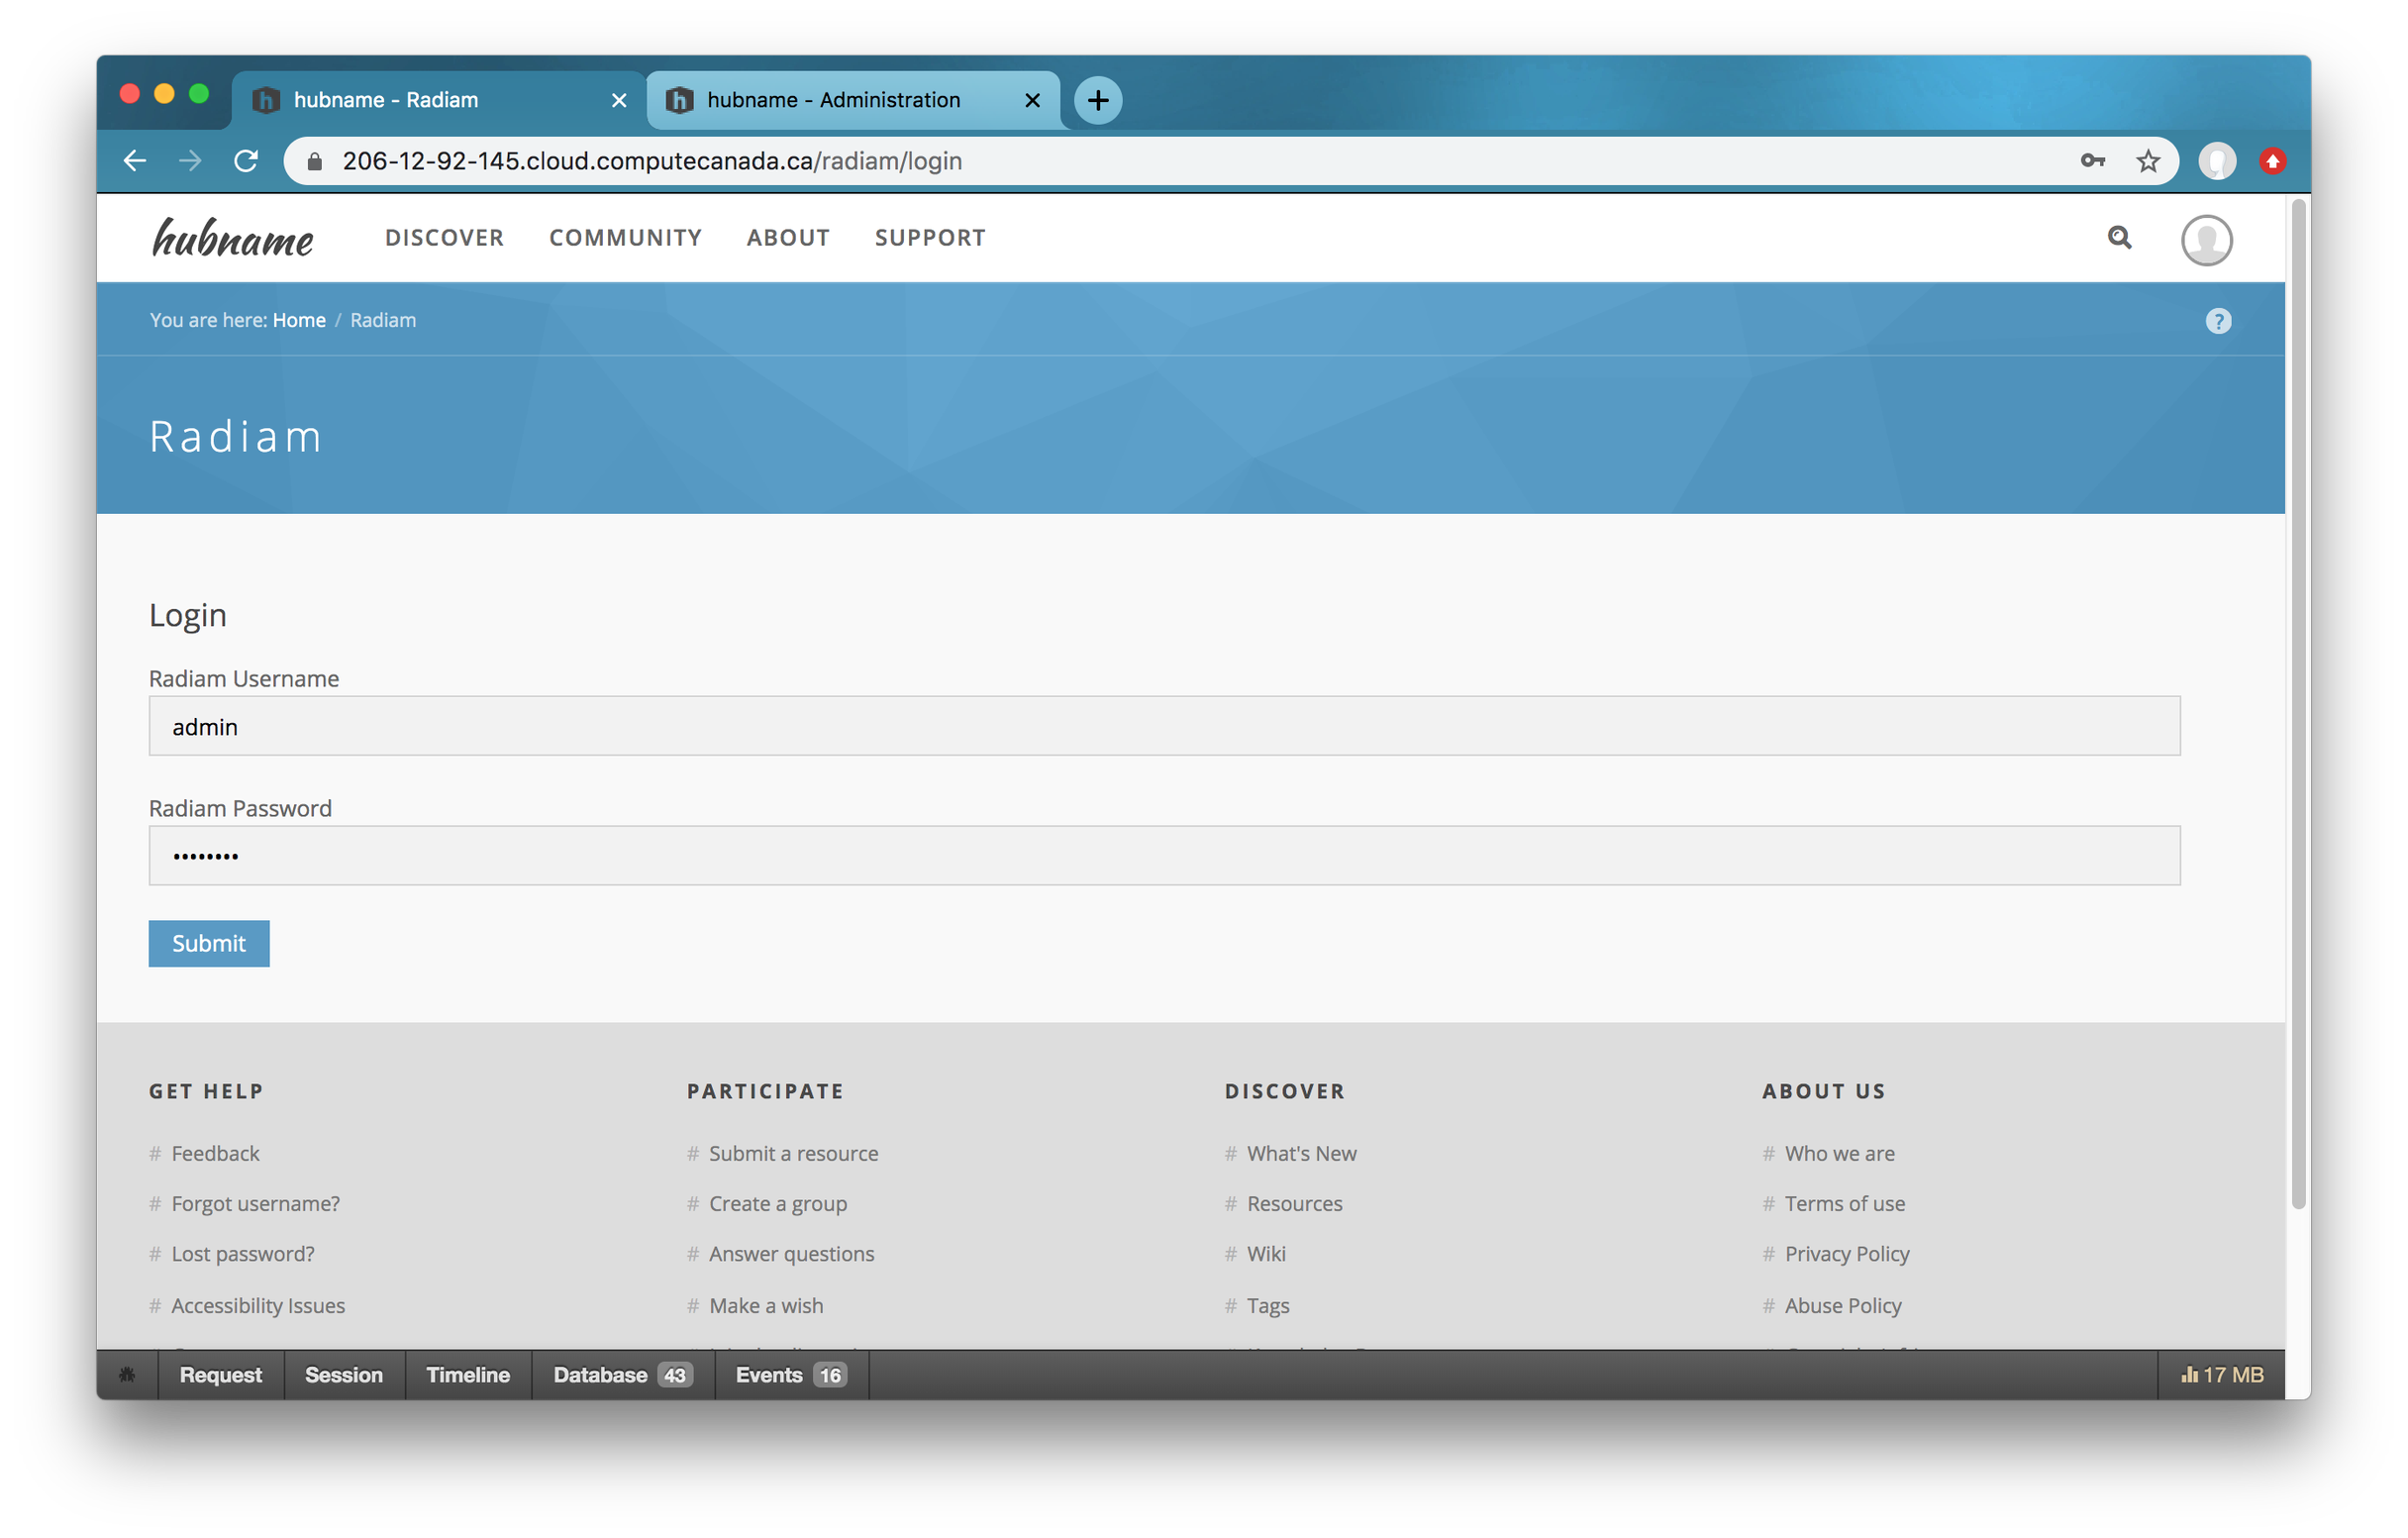 hubname - Radiam
hubname - Administration
206-12-92-145.cloud.computecanada.ca/radiam/login
hubname DISCOVER COMMUNITY ABOUT SUPPORT
You are here: Home / Radiam
?
Radiam
Login
Radiam Username
admin
Radiam Password
••••••••
Submit
GET HELP
# Feedback
# Forgot username?
# Lost password?
# Accessibility Issues
PARTICIPATE
# Submit a resource
# Create a group
# Answer questions
# Make a wish
DISCOVER
# What's New
# Resources
# Wiki
# Tags
ABOUT US
# Who we are
# Terms of use
# Privacy Policy
# Abuse Policy
Request Session Timeline Database 43 Events 16 17 MB